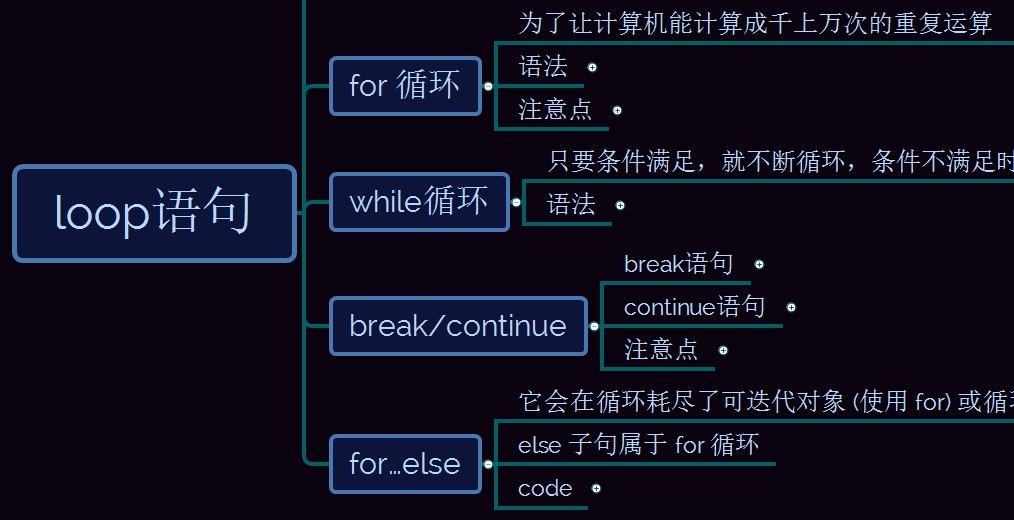 loop语句
for 循环
为了让计算机能计算成千上万次的重复运算
语法
注意点
while循环
只要条件满足，就不断循环，条件不满足时
语法
break/continue
break语句
continue语句
注意点
for...else
它会在循环耗尽了可迭代对象 (使用 for) 或循
else 子句属于 for 循环
code